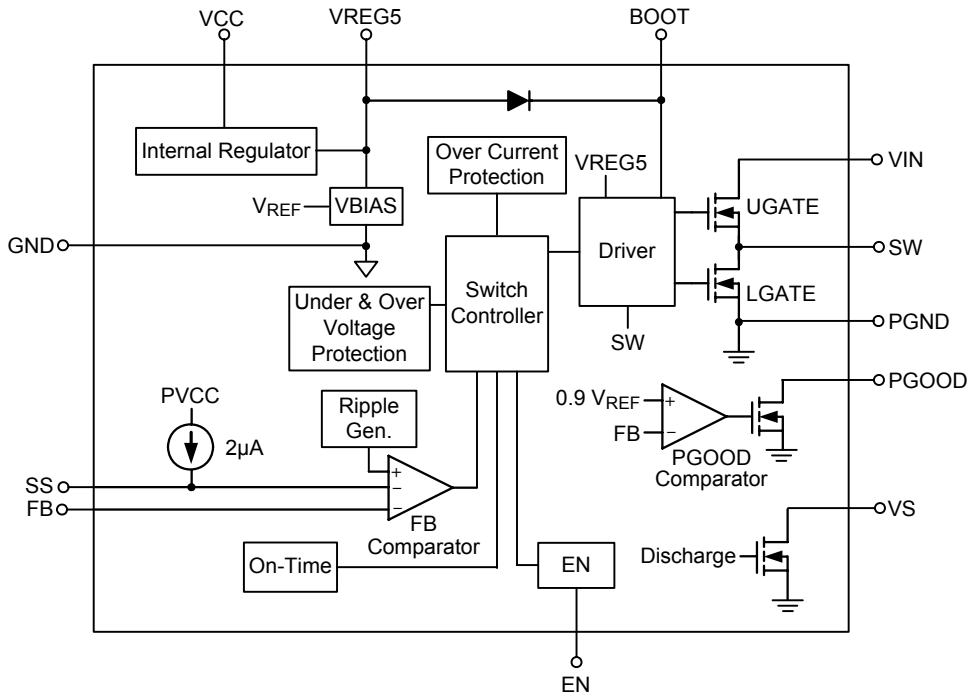 VCC
VREG5
BOOT
Internal Regulator
Over Current
Protection
VREG5
VIN
VREF
VBIAS
UGATE
GND
Driver
SW
Switch
Controller
LGATE
Under & Over
Voltage
Protection
SW
PGND
PVCC
2µA
Ripple
Gen.
0.9 VREF
FB
+
−
PGOOD
PGOOD
Comparator
SS
FB
+
−
−
FB
Comparator
VS
On-Time
EN
Discharge
EN